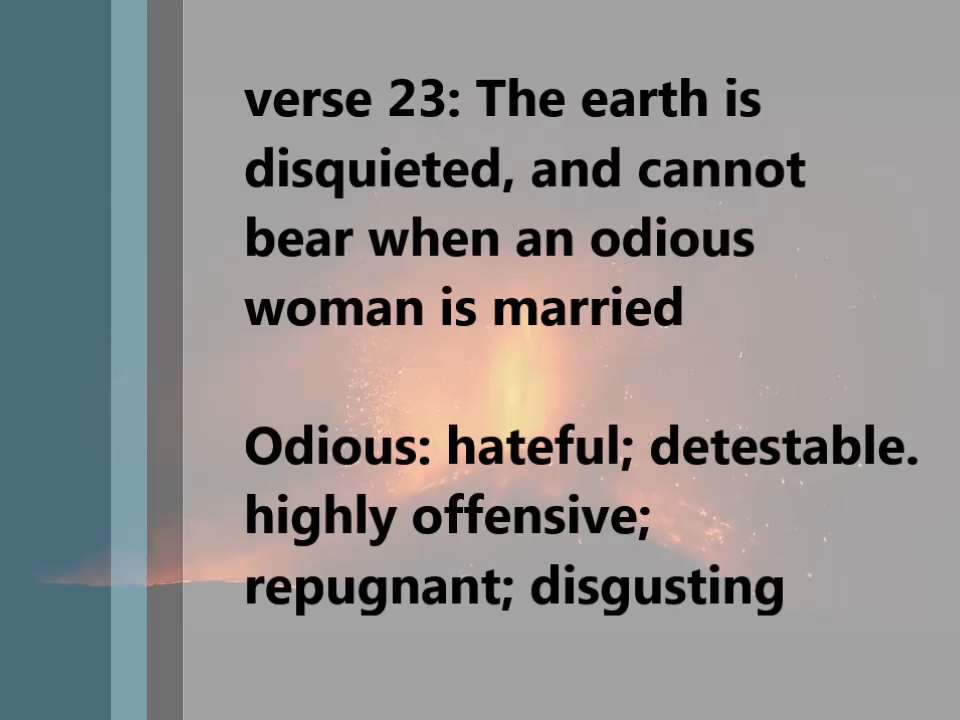 verse 23: The earth is
disquieted, and cannot
bear when an odious
woman is married
Odious: hateful; detestable.
highly offensive;
repugnant; disgusting